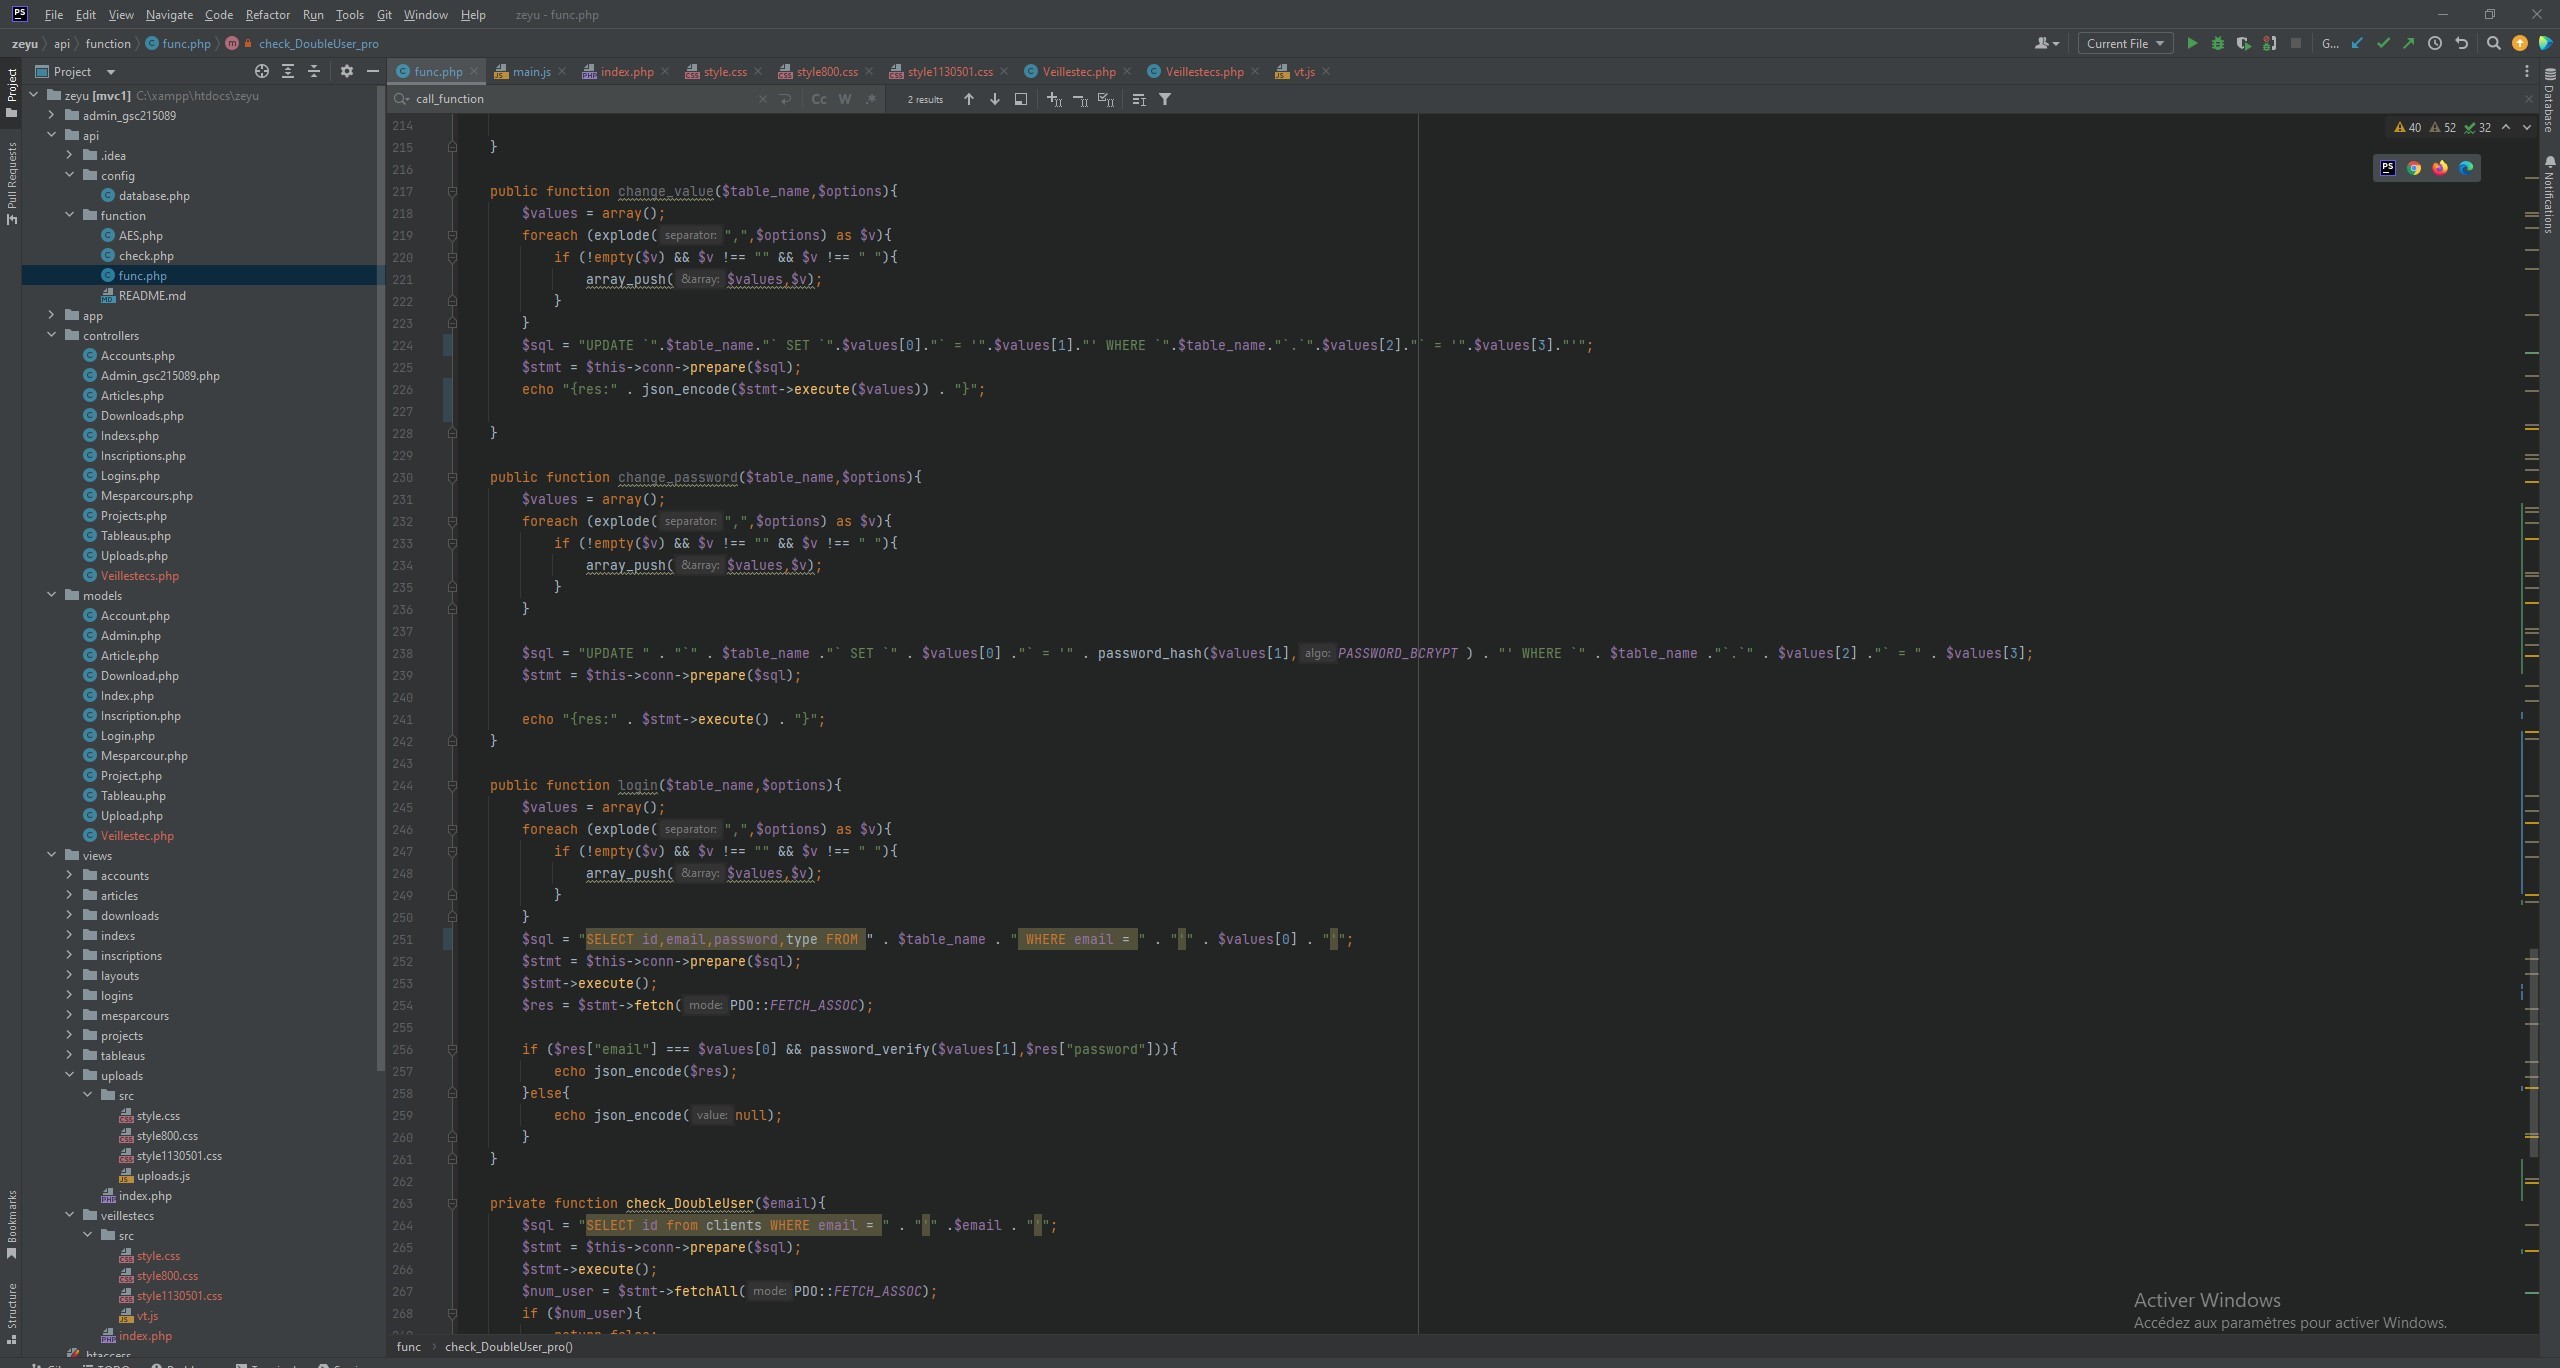 File Edit View Navigate Code Refactor Run Tools Git Window Help zeyu - func.php
zeyu api function func.php check_DoubleUser_pro
Current File
G...
Project
func.php main.js index.php style.css style800.css style1130501.css Veillestec.php Veillestecs.php vt.js
call_function Cc W .* 2 results
40 52 32
Project
Pull Requests
Bookmarks
Structure
Database
Notifications
zeyu [mvc1] C:\xampp\htdocs\zeyu
admin_gsc215089
api
.idea
config
database.php
function
AES.php
check.php
func.php
README.md
app
controllers
Accounts.php
Admin_gsc215089.php
Articles.php
Downloads.php
Indexs.php
Inscriptions.php
Logins.php
Mesparcours.php
Projects.php
Tableaus.php
Uploads.php
Veillestecs.php
models
Account.php
Admin.php
Article.php
Download.php
Index.php
Inscription.php
Login.php
Mesparcour.php
Project.php
Tableau.php
Upload.php
Veillestec.php
views
accounts
articles
downloads
indexs
inscriptions
layouts
logins
mesparcours
projects
tableaus
uploads
src
style.css
style800.css
style1130501.css
uploads.js
index.php
veillestecs
src
style.css
style800.css
style1130501.css
vt.js
index.php
.htaccess
214
215 }
216
217 public function change_value($table_name,$options){
218 $values = array();
219 foreach (explode( separator: ",",$options) as $v){
220 if (!empty($v) && $v !== "" && $v !== " "){
221 array_push( &array: $values,$v);
222 }
223 }
224 $sql = "UPDATE `".$table_name."` SET `".$values[0]."` = '".$values[1]."' WHERE `".$table_name."`.`".$values[2]."` = '".$values[3]."'";
225 $stmt = $this->conn->prepare($sql);
226 echo "{res:" . json_encode($stmt->execute($values)) . "}";
227
228 }
229
230 public function change_password($table_name,$options){
231 $values = array();
232 foreach (explode( separator: ",",$options) as $v){
233 if (!empty($v) && $v !== "" && $v !== " "){
234 array_push( &array: $values,$v);
235 }
236 }
237
238 $sql = "UPDATE " . "`" . $table_name ."` SET `" . $values[0] ."` = '" . password_hash($values[1], algo: PASSWORD_BCRYPT ) . "' WHERE `" . $table_name ."`.`" . $values[2] ."` = " . $values[3];
239 $stmt = $this->conn->prepare($sql);
240
241 echo "{res:" . $stmt->execute() . "}";
242 }
243
244 public function login($table_name,$options){
245 $values = array();
246 foreach (explode( separator: ",",$options) as $v){
247 if (!empty($v) && $v !== "" && $v !== " "){
248 array_push( &array: $values,$v);
249 }
250 }
251 $sql = "SELECT id,email,password,type FROM " . $table_name . " WHERE email = " . "'" . $values[0] . "'";
252 $stmt = $this->conn->prepare($sql);
253 $stmt->execute();
254 $res = $stmt->fetch( mode: PDO::FETCH_ASSOC);
255
256 if ($res["email"] === $values[0] && password_verify($values[1],$res["password"])){
257 echo json_encode($res);
258 }else{
259 echo json_encode( value: null);
260 }
261 }
262
263 private function check_DoubleUser($email){
264 $sql = "SELECT id from clients WHERE email = " . "'" .$email . "'";
265 $stmt = $this->conn->prepare($sql);
266 $stmt->execute();
267 $num_user = $stmt->fetchAll( mode: PDO::FETCH_ASSOC);
268 if ($num_user){
return false;
func check_DoubleUser_pro()
Activer Windows
Accédez aux paramètres pour activer Windows.